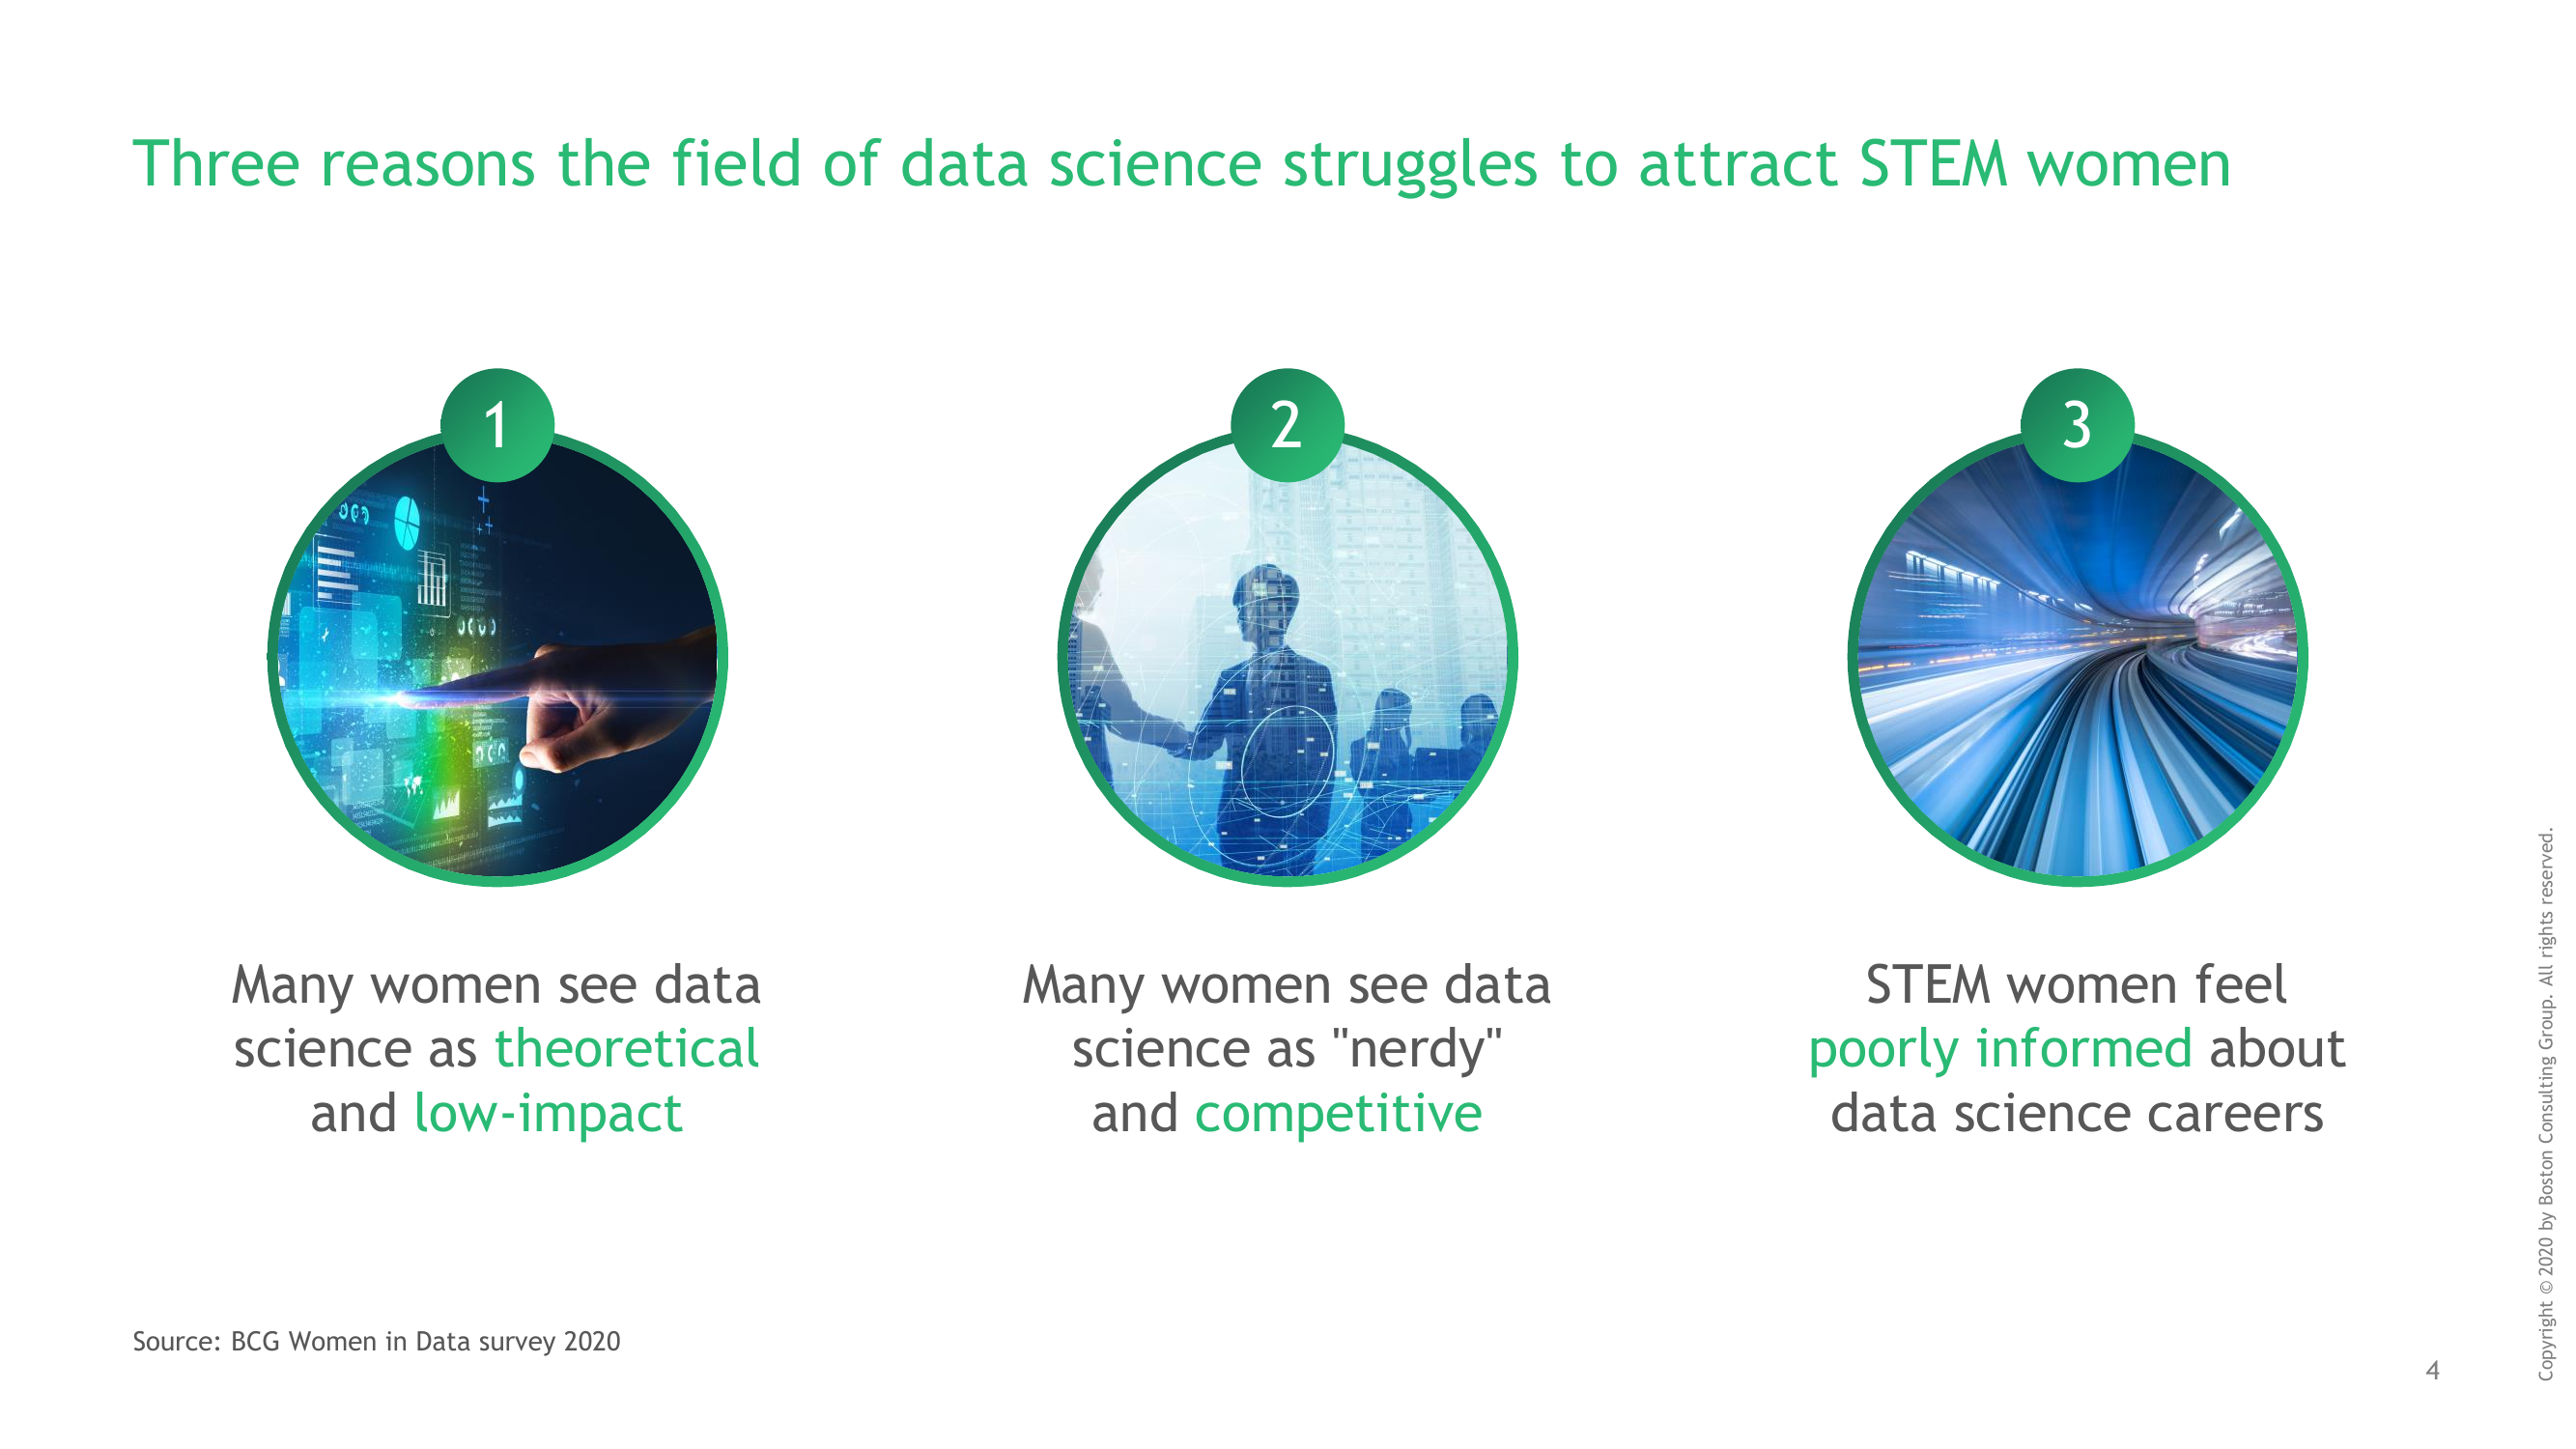 Three reasons the field of data science struggles to attract STEM women
1
Many women see data
science as theoretical
and low-impact
2
Many women see data
science as "nerdy"
and competitive
3
STEM women feel
poorly informed about
data science careers
Source: BCG Women in Data survey 2020
4
Copyright © 2020 by Boston Consulting Group. All rights reserved.